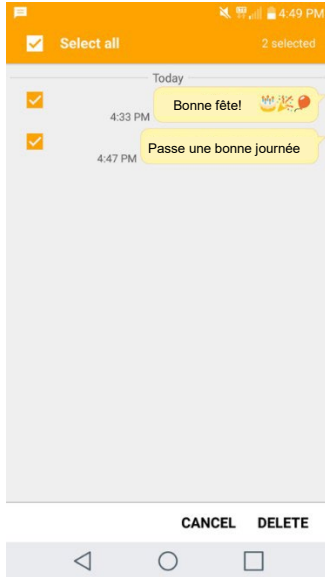 4:49 PM
Select all 2 selected
Today
Bonne fête! 🎂🎉🎈
4:33 PM
Passe une bonne journée
4:47 PM
CANCEL DELETE